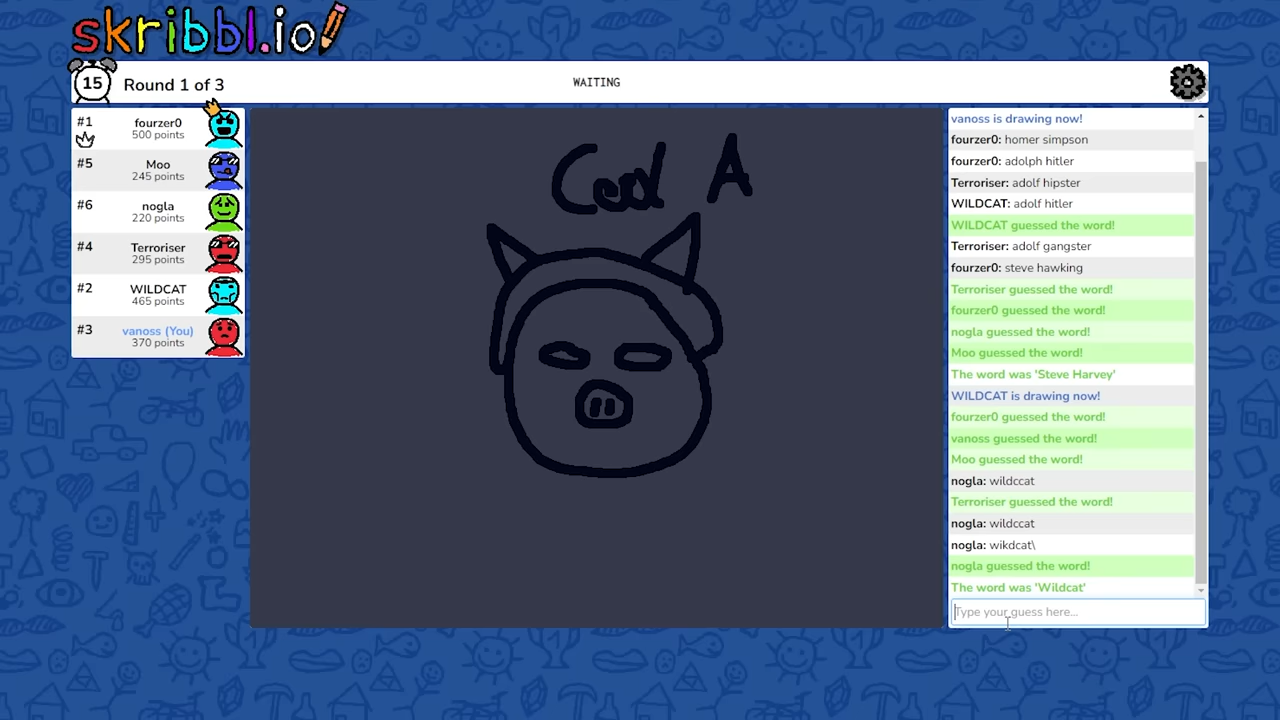 skribbl.io
15
Round 1 of 3
WAITING
#1
fourzer0
500 points
#5
Moo
245 points
#6
nogla
220 points
#4
Terroriser
295 points
#2
WILDCAT
465 points
#3
vanoss (You)
370 points
Cool A
vanoss is drawing now!
fourzer0: homer simpson
fourzer0: adolph hitler
Terroriser: adolf hipster
WILDCAT: adolf hitler
WILDCAT guessed the word!
Terroriser: adolf gangster
fourzer0: steve hawking
Terroriser guessed the word!
fourzer0 guessed the word!
nogla guessed the word!
Moo guessed the word!
The word was 'Steve Harvey'
WILDCAT is drawing now!
fourzer0 guessed the word!
vanoss guessed the word!
Moo guessed the word!
nogla: wildccat
Terroriser guessed the word!
nogla: wildccat
nogla: wikdcat\
nogla guessed the word!
The word was 'Wildcat'
Type your guess here...